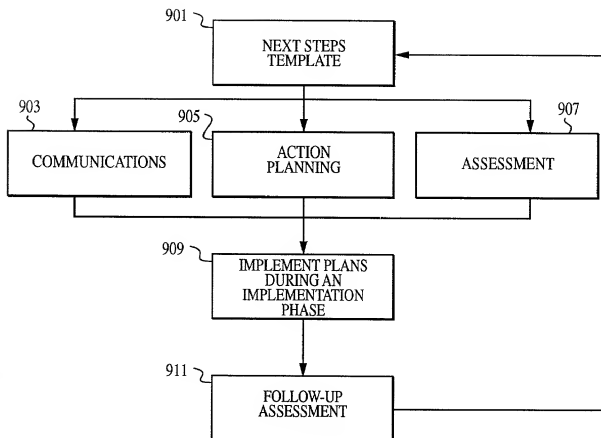 901
NEXT STEPS
TEMPLATE
903
COMMUNICATIONS
905
ACTION
PLANNING
907
ASSESSMENT
909
IMPLEMENT PLANS
DURING AN
IMPLEMENTATION
PHASE
911
FOLLOW-UP
ASSESSMENT